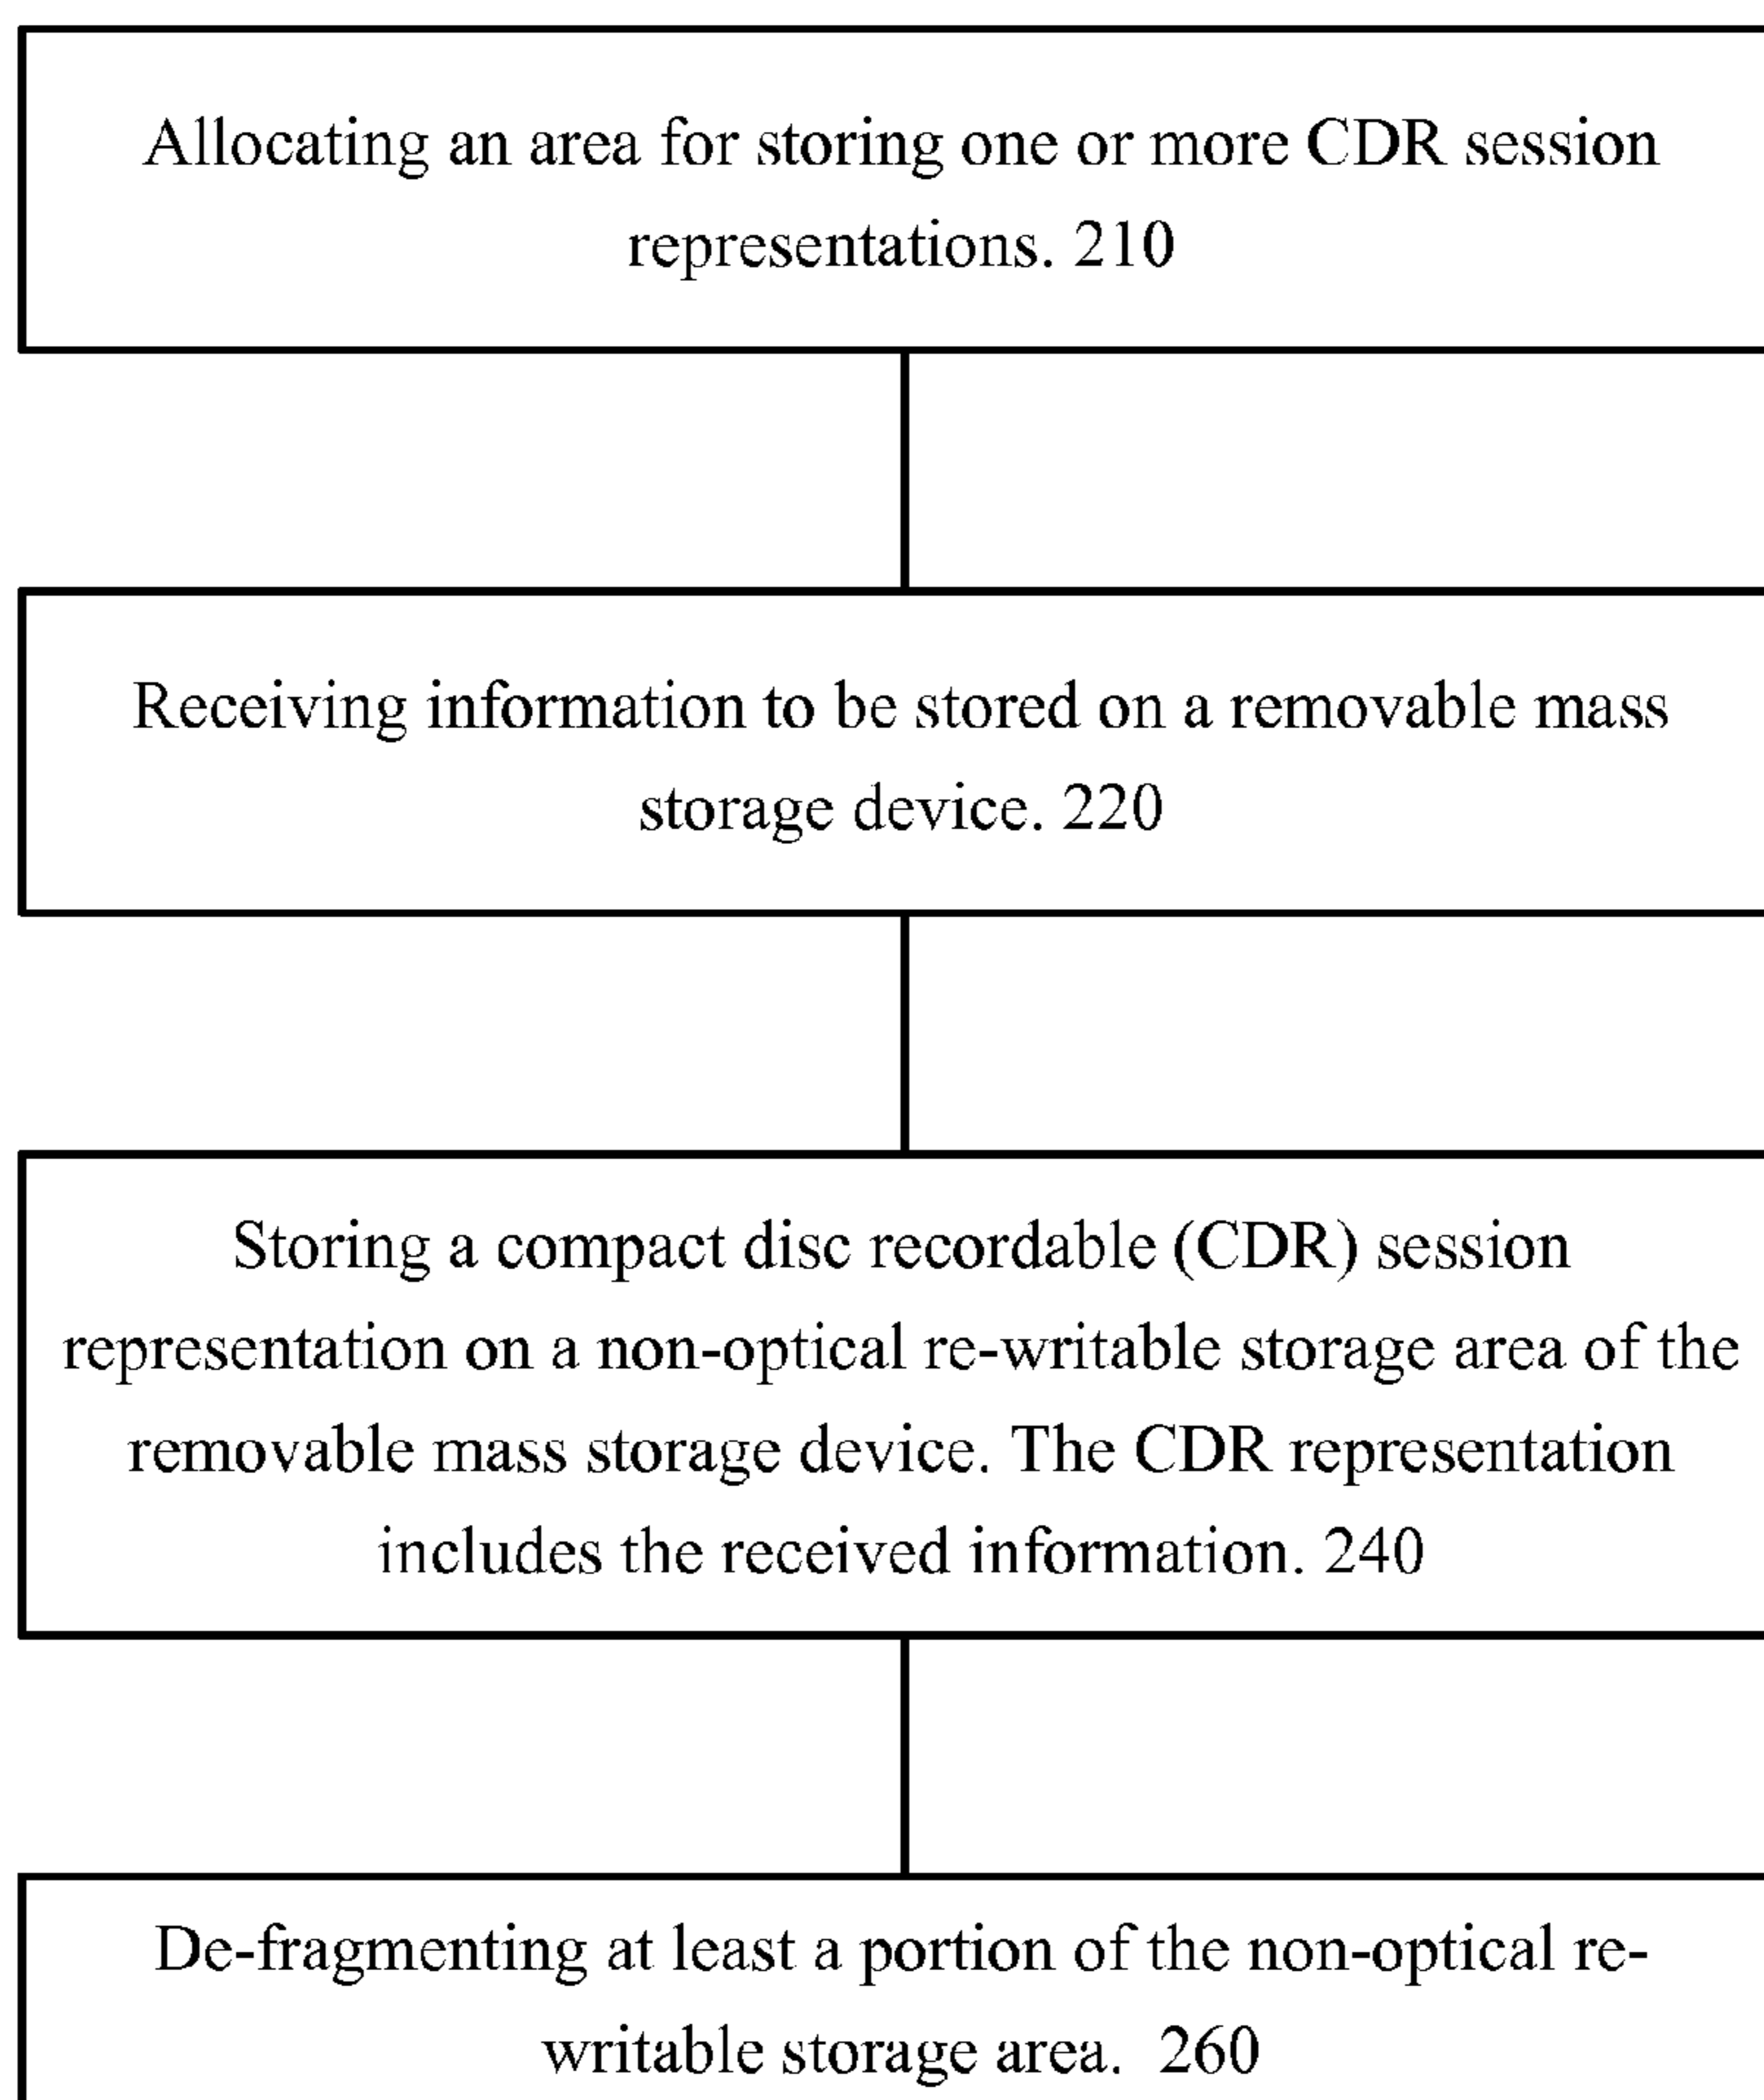 Allocating an area for storing one or more CDR session
representations. 210
Receiving information to be stored on a removable mass
storage device. 220
Storing a compact disc recordable (CDR) session
representation on a non-optical re-writable storage area of the
removable mass storage device. The CDR representation
includes the received information. 240
De-fragmenting at least a portion of the non-optical re-
writable storage area. 260